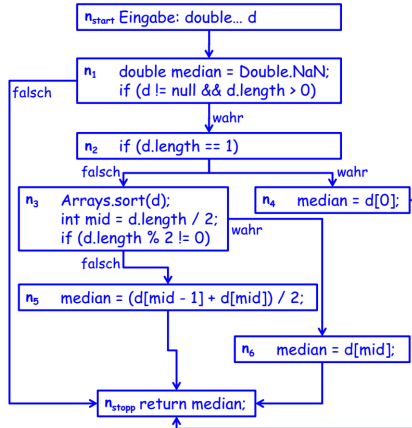 nstart Eingabe: double... d
n1 double median = Double.NaN;
if (d != null && d.length > 0)
falsch
wahr
n2 if (d.length == 1)
falsch
wahr
n3 Arrays.sort(d);
int mid = d.length / 2;
if (d.length % 2 != 0)
n4 median = d[0];
wahr
falsch
n5 median = (d[mid - 1] + d[mid]) / 2;
n6 median = d[mid];
nstopp return median;